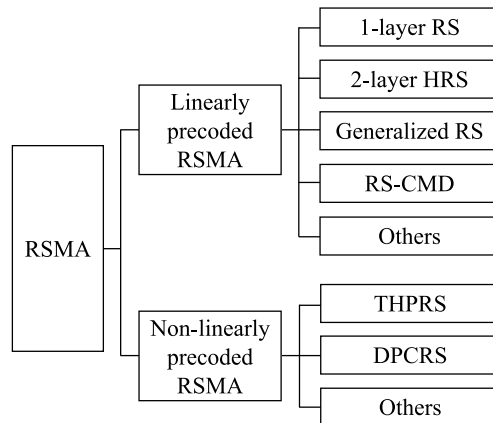 RSMA
Linearly
precoded
RSMA
1-layer RS
2-layer HRS
Generalized RS
RS-CMD
Others
Non-linearly
precoded
RSMA
THPRS
DPCRS
Others